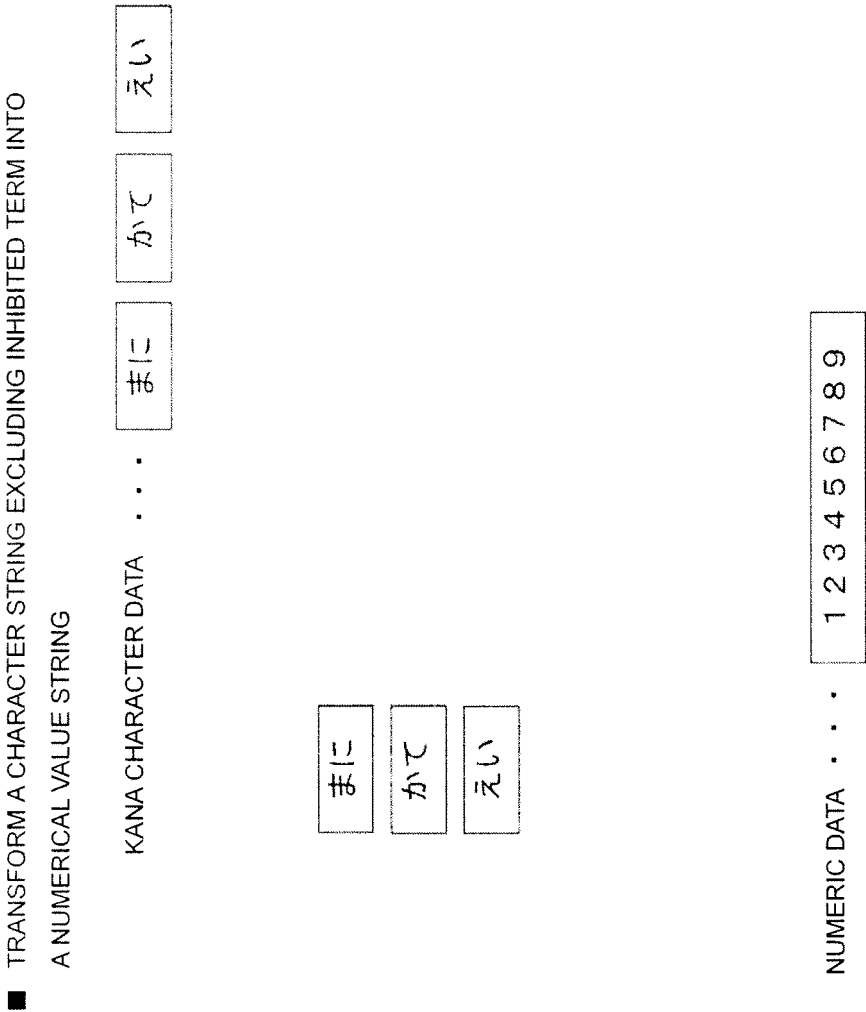 ■ TRANSFORM A CHARACTER STRING EXCLUDING INHIBITED TERM INTO
A NUMERICAL VALUE STRING
KANA CHARACTER DATA ・・・ まに かて えい
まに
かて
えい
NUMERIC DATA ・・・ 1 2 3 4 5 6 7 8 9